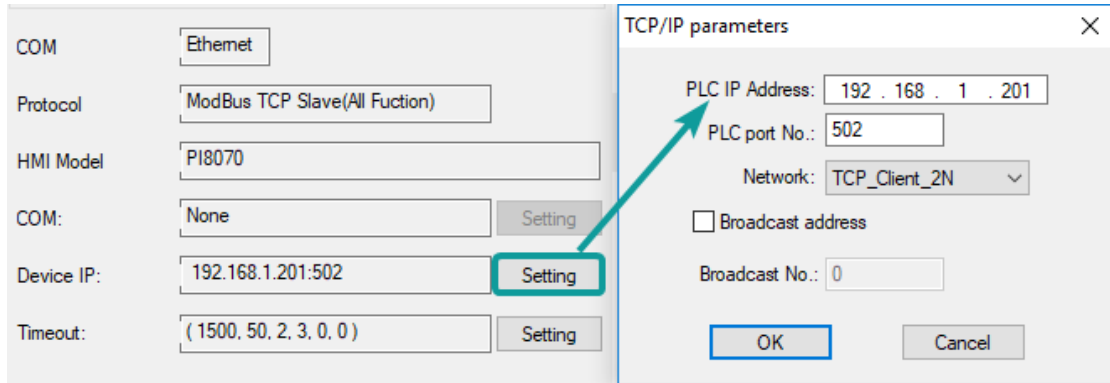 COM
Ethernet
Protocol
ModBus TCP Slave(All Fuction)
HMI Model
PI8070
COM:
None
Setting
Device IP:
192.168.1.201:502
Setting
Timeout:
( 1500, 50, 2, 3, 0, 0 )
Setting
TCP/IP parameters
PLC IP Address:
192 . 168 . 1 . 201
PLC port No.:
502
Network:
TCP_Client_2N
Broadcast address
Broadcast No.:
0
OK
Cancel